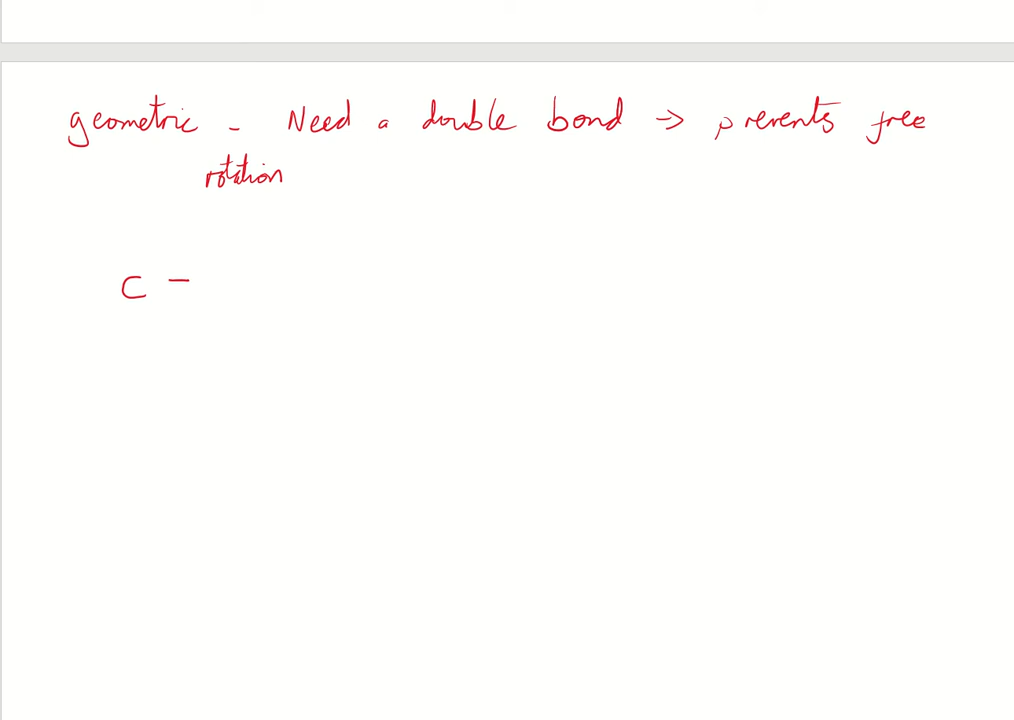 geometric - Need a double bond → prevents free
rotation
C -